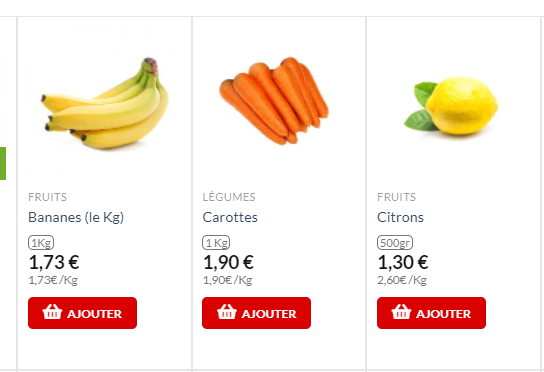 FRUITS
Bananes (le Kg)
1Kg
1,73 €
1,73€/Kg
AJOUTER
LÉGUMES
Carottes
1 Kg
1,90 €
1,90€/Kg
AJOUTER
FRUITS
Citrons
500gr
1,30 €
2,60€/Kg
AJOUTER